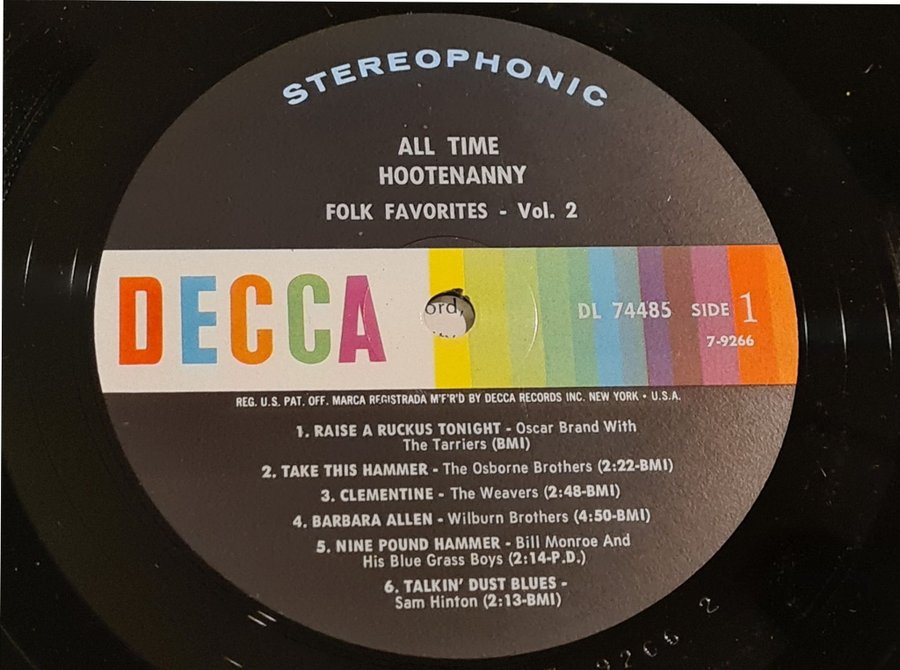 STEREOPHONIC
ALL TIME
HOOTENANNY
FOLK FAVORITES - Vol. 2
DECCA
ord,
DL 74485 SIDE 1
7-9266
REG. U.S. PAT. OFF. MARCA REGISTRADA M'F'R'D BY DECCA RECORDS INC. NEW YORK • U.S.A.
1. RAISE A RUCKUS TONIGHT - Oscar Brand With
The Tarriers (BMI)
2. TAKE THIS HAMMER - The Osborne Brothers (2:22-BMI)
3. CLEMENTINE - The Weavers (2:48-BMI)
4. BARBARA ALLEN - Wilburn Brothers (4:50-BMI)
5. NINE POUND HAMMER - Bill Monroe And
His Blue Grass Boys (2:14-P.D.)
6. TALKIN' DUST BLUES -
Sam Hinton (2:13-BMI)
9266 2